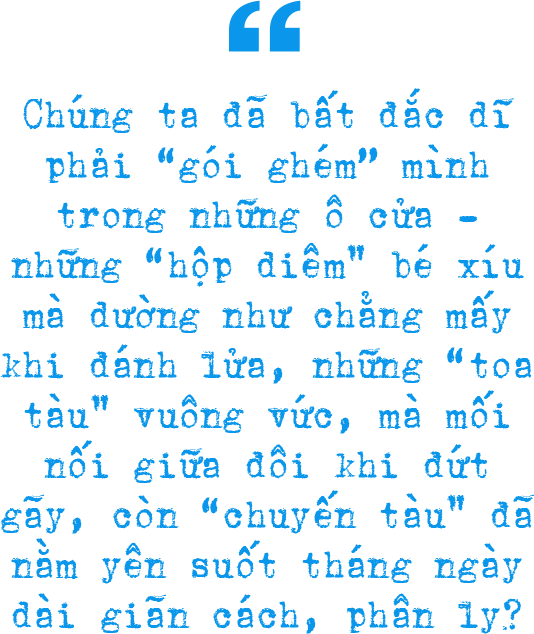 “
Chúng ta đã bất đắc dĩ
phải “gói ghém” mình
trong những ô cửa -
những “hộp diêm" bé xíu
mà dường như chẳng mấy
khi đánh lửa, những “toa
tàu" vuông vức, mà mối
nối giữa đôi khi đứt
gãy, còn “chuyến tàu" đã
nằm yên suốt tháng ngày
dài giãn cách, phân ly?